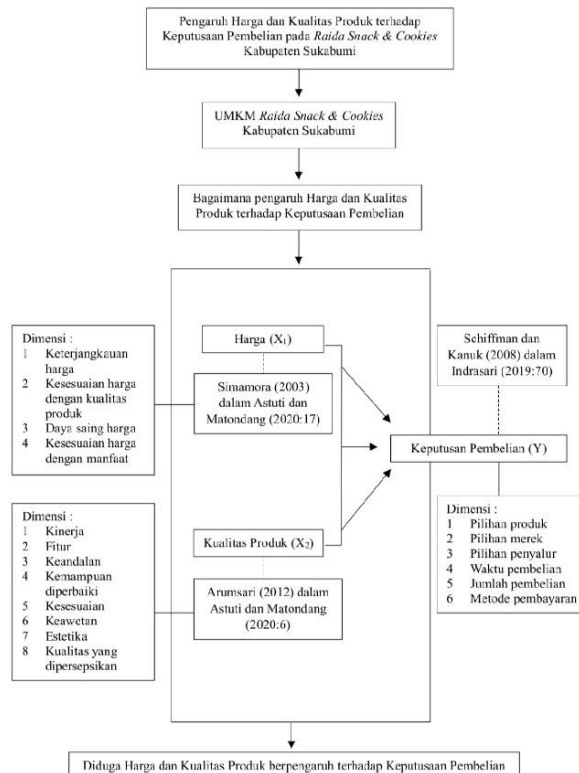 Pengaruh Harga dan Kualitas Produk terhadap
Keputusaan Pembelian pada Raida Snack & Cookies
Kabupaten Sukabumi
UMKM Raida Snack & Cookies
Kabupaten Sukabumi
Bagaimana pengaruh Harga dan Kualitas
Produk terhadap Keputusaan Pembelian
Dimensi :
1 Keterjangkauan
harga
2 Kesesuaian harga
dengan kualitas
produk
3 Daya saing harga
4 Kesesuaian harga
dengan manfaat
Harga (X₁)
Simamora (2003)
dalam Astuti dan
Matondang (2020:17)
Schiffman dan
Kanuk (2008) dalam
Indrasari (2019:70)
Keputusan Pembelian (Y)
Dimensi :
1 Kinerja
2 Fitur
3 Keandalan
4 Kemampuan
diperbaiki
5 Kesesuaian
6 Keawetan
7 Estetika
8 Kualitas yang
dipersepsikan
Kualitas Produk (X₂)
Arumsari (2012) dalam
Astuti dan Matondang
(2020:6)
Dimensi :
1 Pilihan produk
2 Pilihan merek
3 Pilihan penyalur
4 Waktu pembelian
5 Jumlah pembelian
6 Metode pembayaran
Diduga Harga dan Kualitas Produk berpengaruh terhadap Keputusaan Pembelian